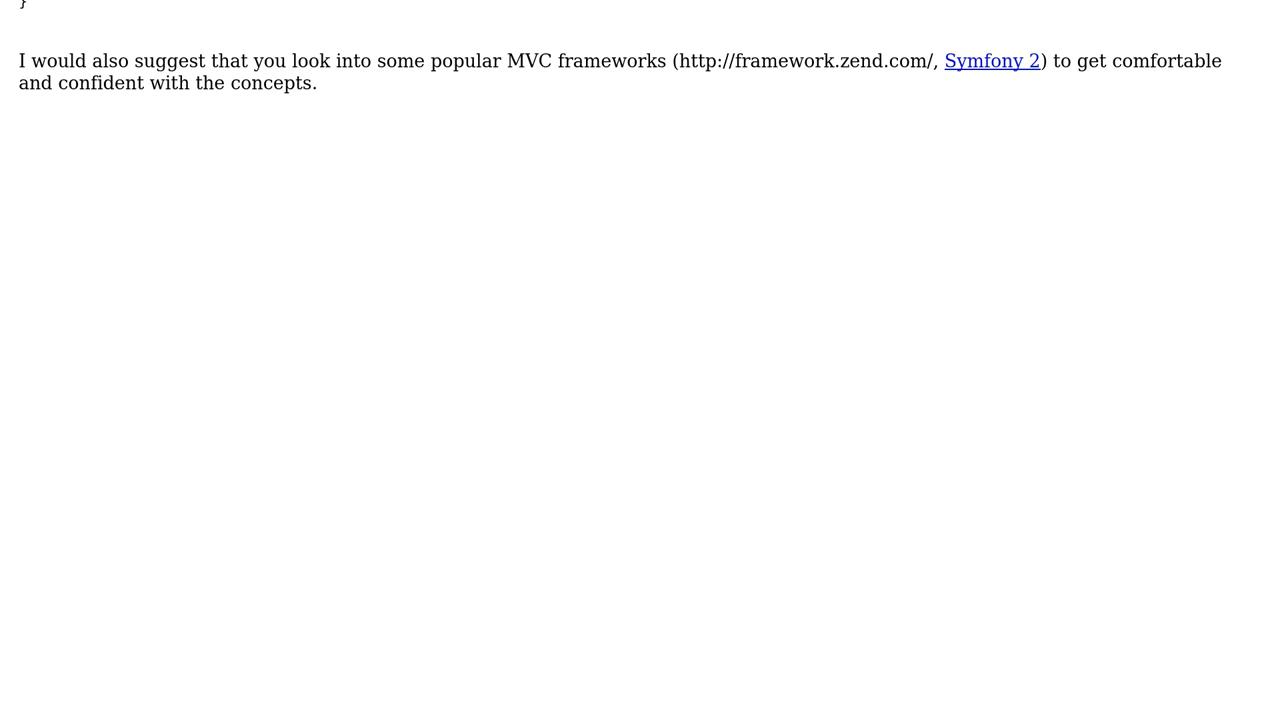 }
I would also suggest that you look into some popular MVC frameworks (http://framework.zend.com/, Symfony 2) to get comfortable
and confident with the concepts.